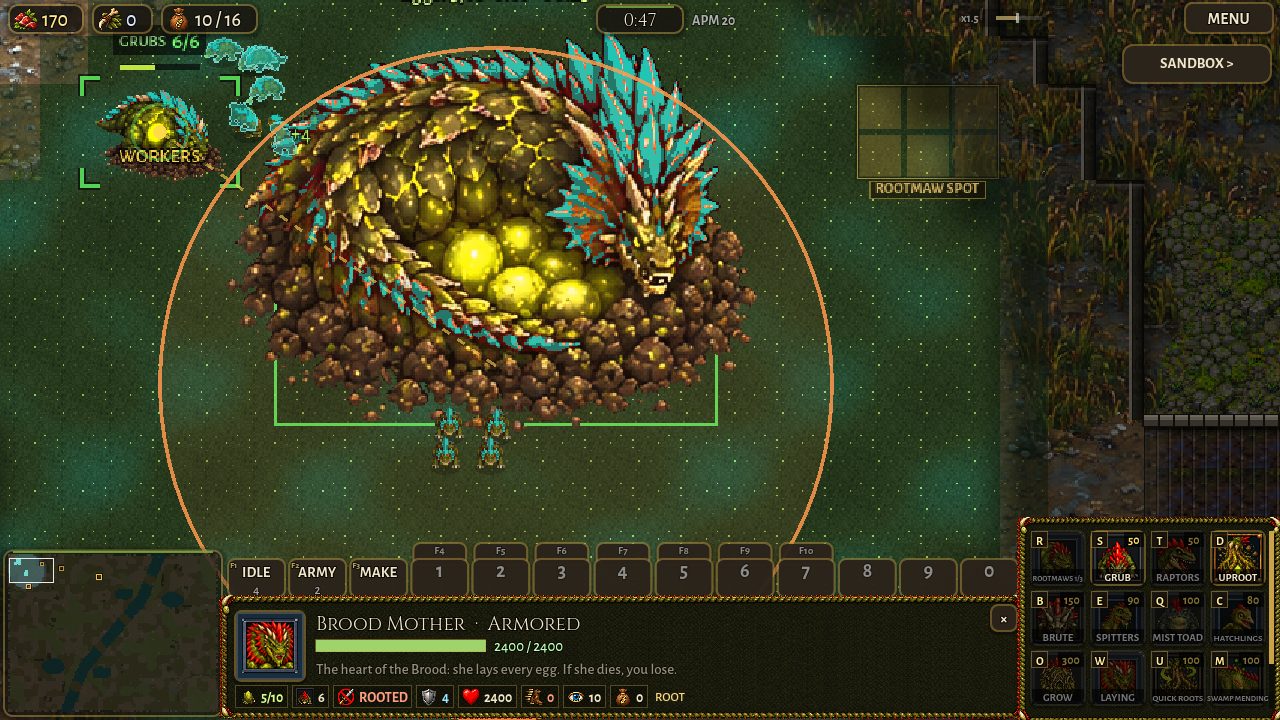 170
0
10 / 16
0:47
APM 20
x1.5
MENU
SANDBOX >
GRUBS 6/6
+4
WORKERS
ROOTMAW SPOT
F1 IDLE 4
F2 ARMY 2
F3 MAKE
F4 1
F5 2
F6 3
F7 4
F8 5
F9 6
F10 7
8
9
0
BROOD MOTHER · ARMORED
2400 / 2400
The heart of the Brood: she lays every egg. If she dies, you lose.
5/10
6
ROOTED
4
2400
0
10
0
ROOT
×
R ROOTMAWS 1/3
S 50 GRUB
T 50 RAPTORS
D UPROOT
B 150 BRUTE
E 90 SPITTERS
Q 100 MIST TOAD
C 80 HATCHLINGS
O 300 GROW
W LAYING
U 100 QUICK ROOTS
M 100 SWAMP MENDING